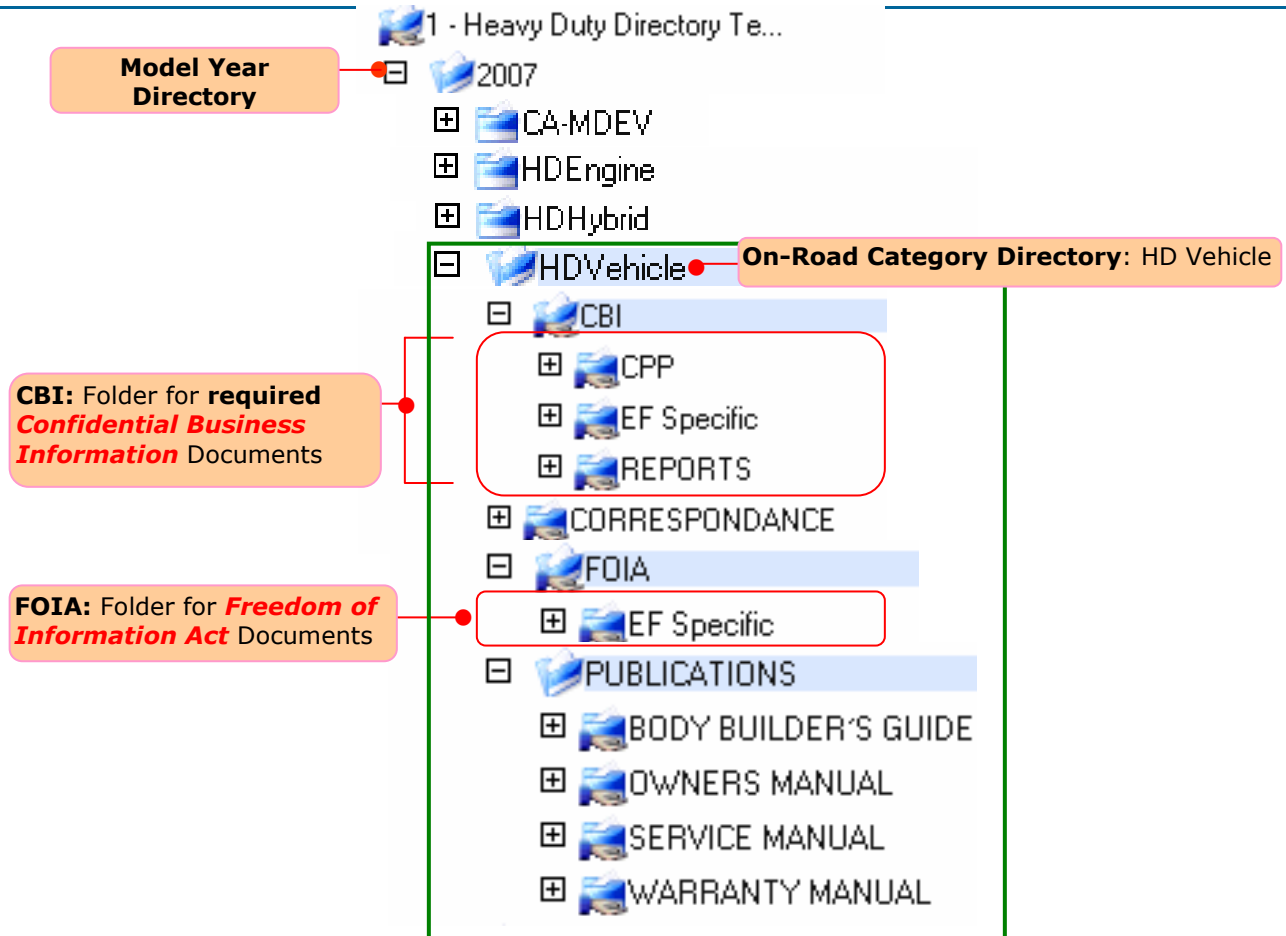 1 - Heavy Duty Directory Te...
Model Year
Directory
2007
CA-MDEV
HDEngine
HDHybrid
HDVehicle
On-Road Category Directory: HD Vehicle
CBI
CPP
CBI: Folder for required
Confidential Business
Information Documents
EF Specific
REPORTS
CORRESPONDANCE
FOIA
FOIA: Folder for Freedom of
Information Act Documents
EF Specific
PUBLICATIONS
BODY BUILDER'S GUIDE
OWNERS MANUAL
SERVICE MANUAL
WARRANTY MANUAL